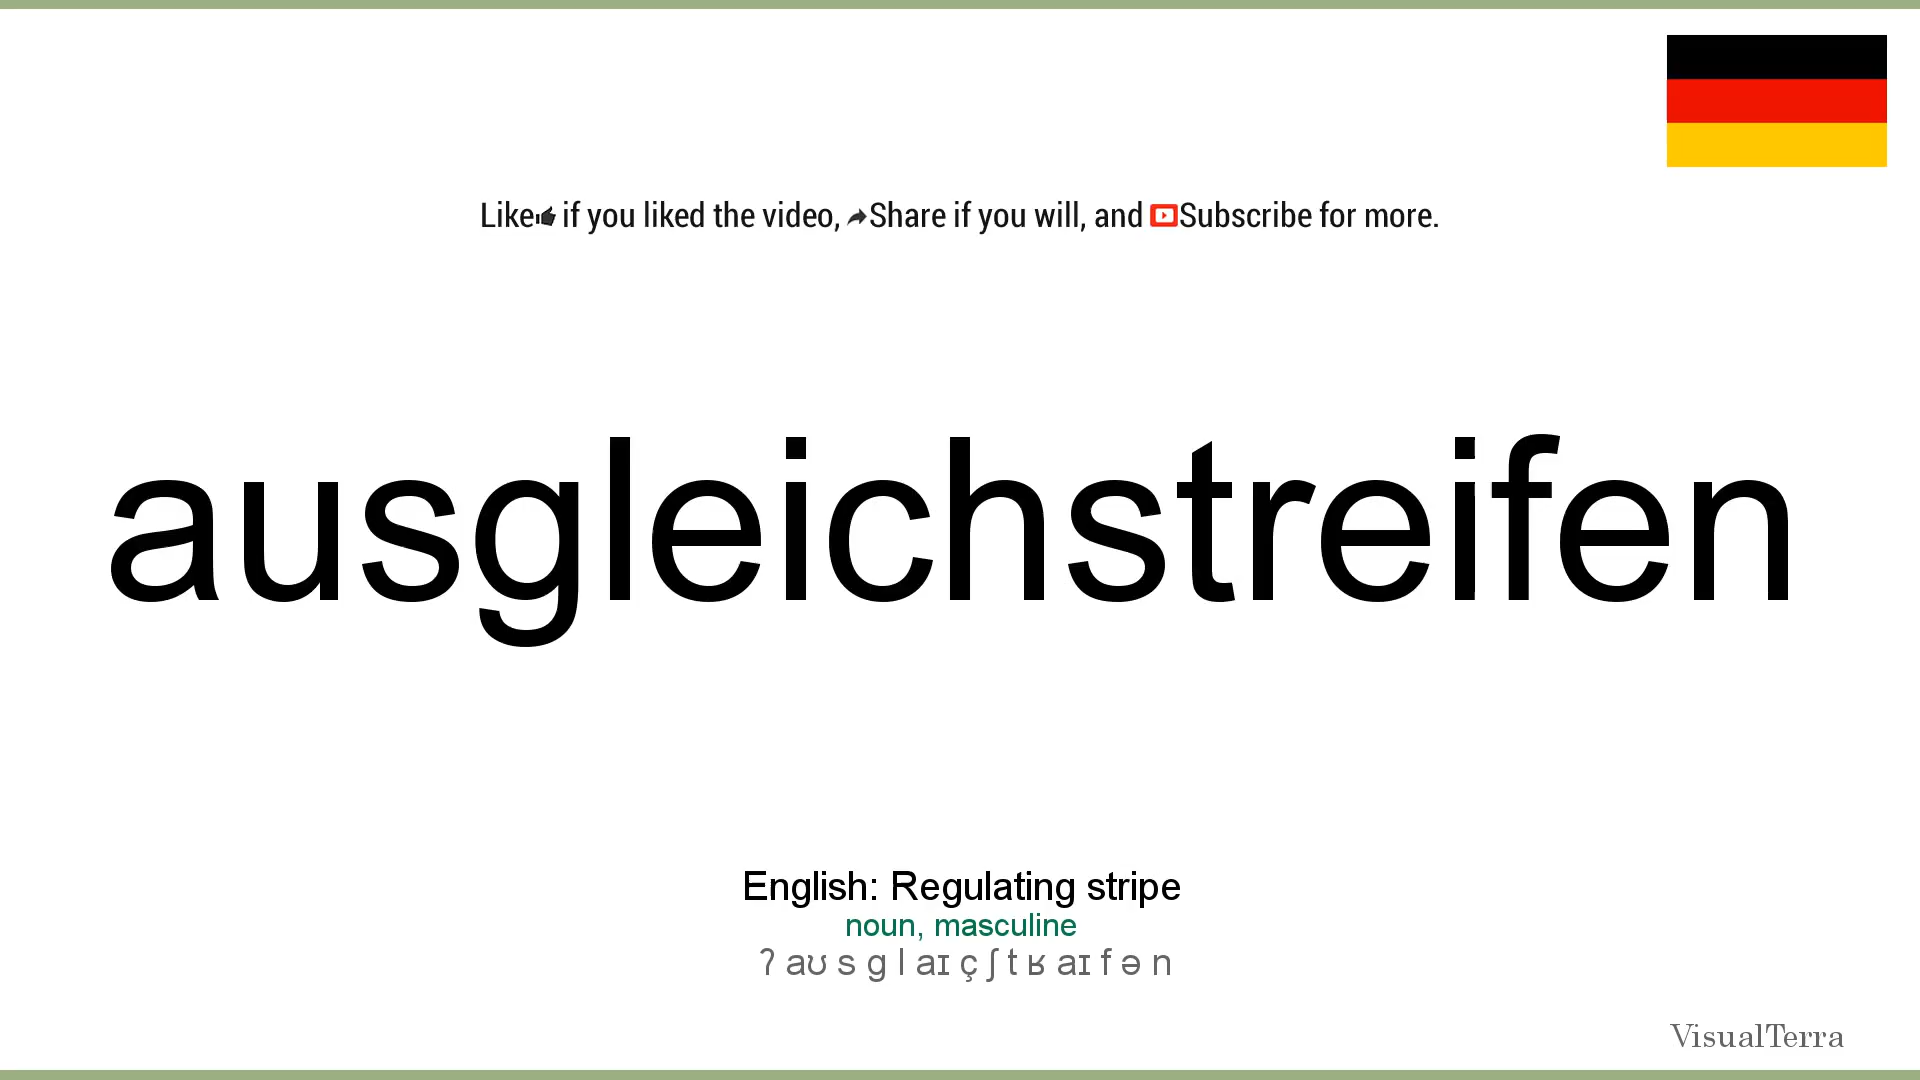 Like if you liked the video, Share if you will, and Subscribe for more.
ausgleichstreifen
English: Regulating stripe
noun, masculine
ʔ aʊ s ɡ l aɪ ç ʃ t ʁ aɪ f ə n
VisualTerra